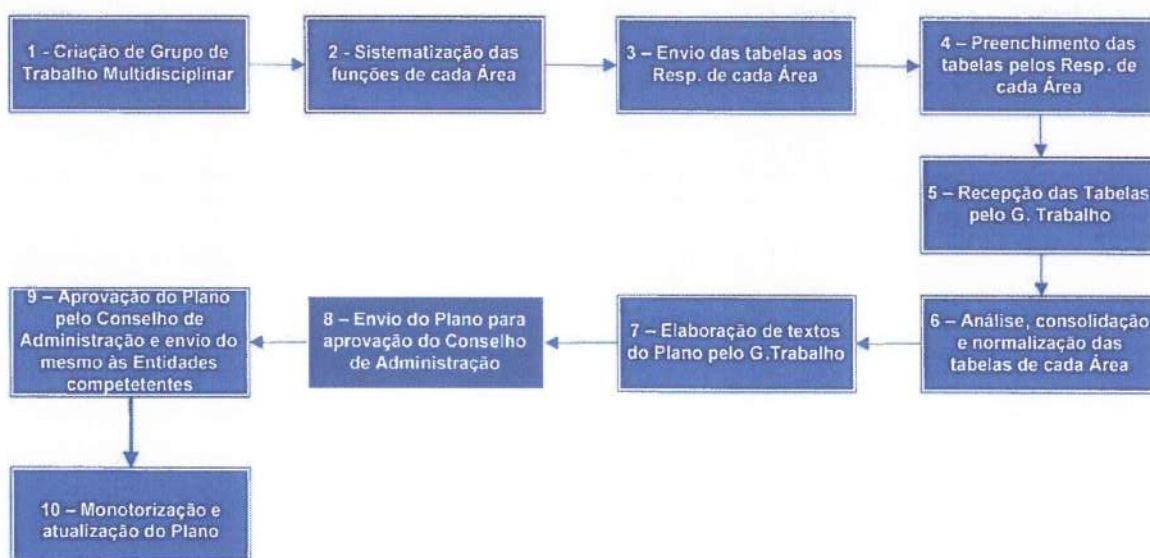 1 - Criação de Grupo de
Trabalho Multidisciplinar
2 - Sistematização das
funções de cada Área
3 – Envio das tabelas aos
Resp. de cada Área
4 – Preenchimento das
tabelas pelos Resp. de
cada Área
5 – Recepção das Tabelas
pelo G. Trabalho
6 – Análise, consolidação
e normalização das
tabelas de cada Área
7 – Elaboração de textos
do Plano pelo G.Trabalho
8 – Envio do Plano para
aprovação do Conselho
de Administração
9 – Aprovação do Plano
pelo Conselho de
Administração e envio do
mesmo às Entidades
competetentes
10 – Monotorização e
atualização do Plano